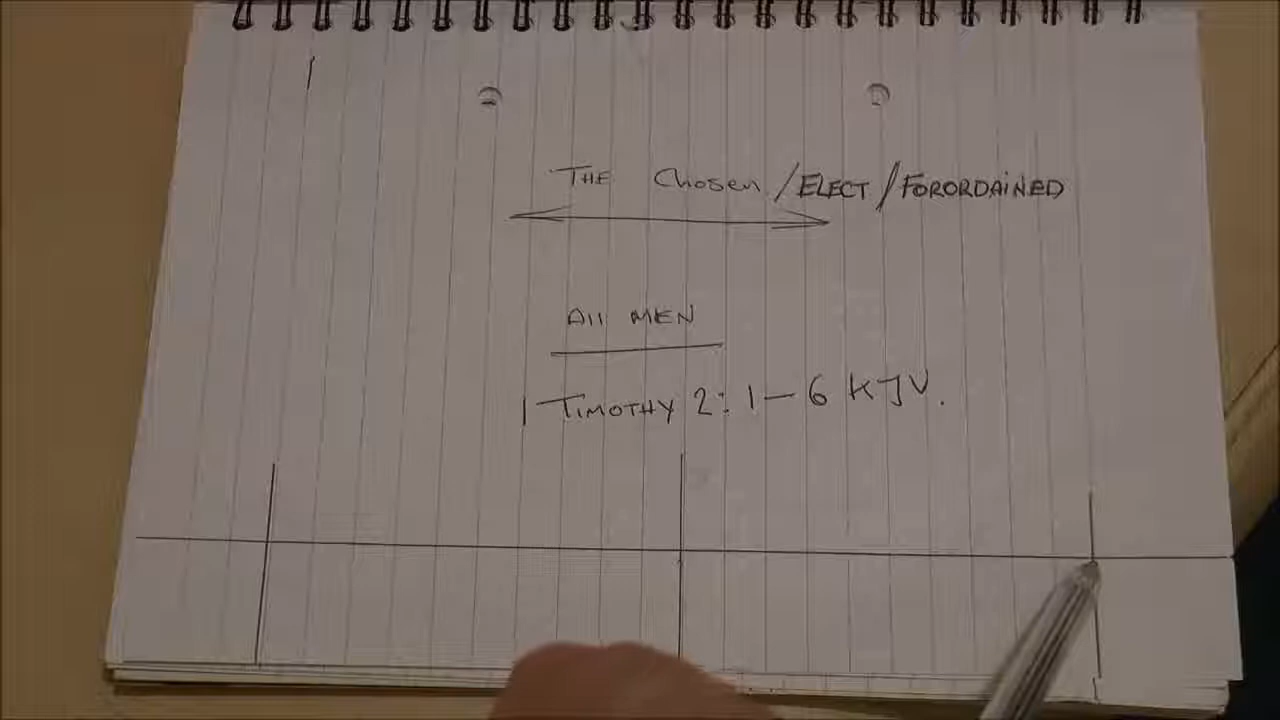 THE Chosen /ELECT /FORORDAINED
All MEN
1 TIMOTHY 2: 1-6 KJV.